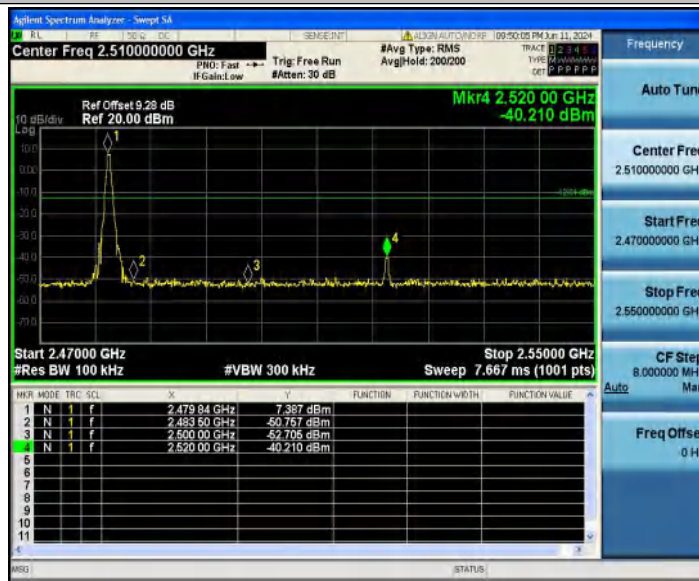 Agilent Spectrum Analyzer - Swept SA
RL RF 50 Ω DC SENSE:INT ALIGN AUTO/NORF 09:50:05 PM Jun 11, 2024
Center Freq 2.510000000 GHz
PNO: Fast
IFGain:Low
Trig: Free Run
#Atten: 30 dB
#Avg Type: RMS
Avg|Hold: 200/200
TRACE 1 2 3 4 5 6
TYPE M
DET P P P P P P
Frequency
Ref Offset 9.28 dB
10 dB/div Ref 20.00 dBm
Log
Mkr4 2.520 00 GHz
-40.210 dBm
10.0
0.00
-10.0
-20.0
-30.0
-40.0
-50.0
-60.0
-70.0
1
2
3
4
Start 2.47000 GHz
Stop 2.55000 GHz
#Res BW 100 kHz
#VBW 300 kHz
Sweep 7.667 ms (1001 pts)
MKR MODE TRC SCL X Y FUNCTION FUNCTION WIDTH FUNCTION VALUE
1 N 1 f 2.479 84 GHz 7.387 dBm
2 N 1 f 2.483 50 GHz -50.757 dBm
3 N 1 f 2.500 00 GHz -52.705 dBm
4 N 1 f 2.520 00 GHz -40.210 dBm
5
6
7
8
9
10
11
MSG STATUS
Auto Tun
Center Fre
2.510000000 GH
Start Fre
2.470000000 GH
Stop Fre
2.550000000 GH
CF Step
8.000000 MH
Auto Ma
Freq Offse
0 H